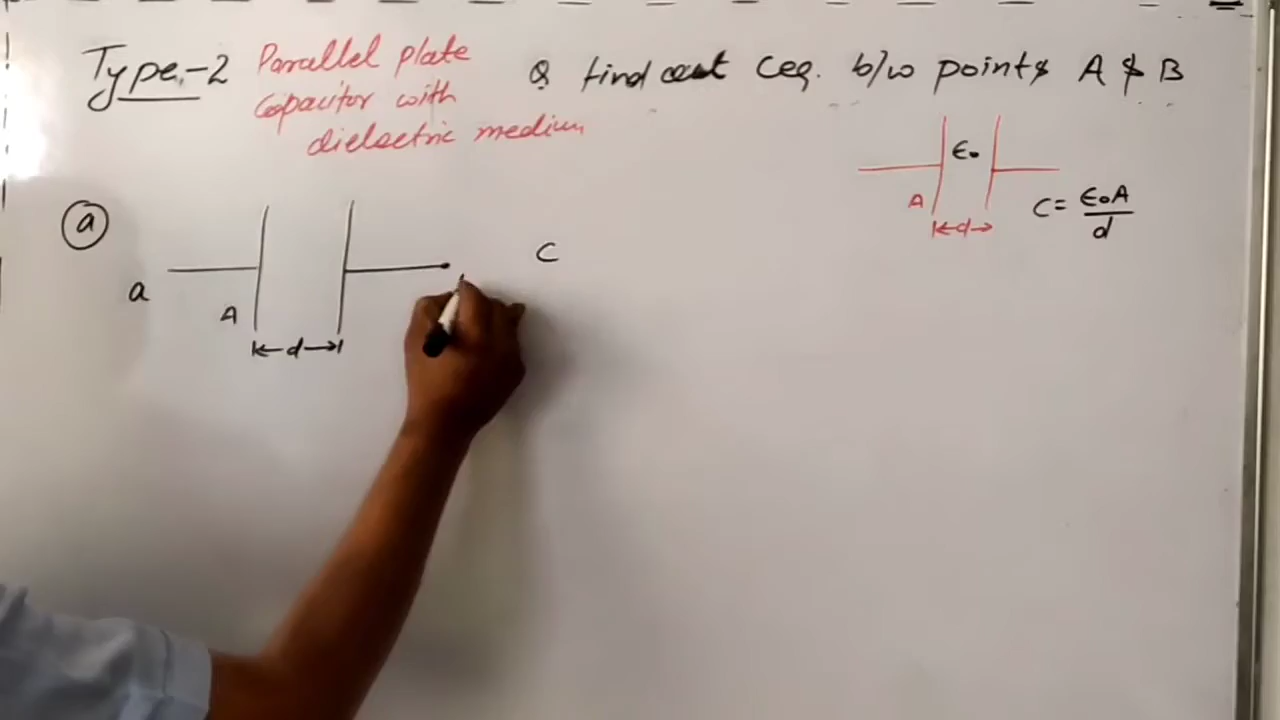 Type-2 Parallel plate
capacitor with
dielectric medium
Q find Ceq. b/w points A & B
ϵ₀
A
d
C = ϵ₀A/d
a
a
A
d
C